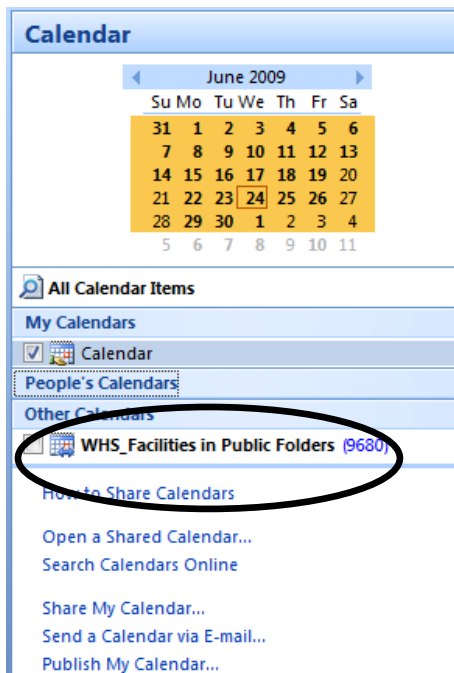 Calendar
June 2009
Su Mo Tu We Th Fr Sa
31 1 2 3 4 5 6
7 8 9 10 11 12 13
14 15 16 17 18 19 20
21 22 23 24 25 26 27
28 29 30 1 2 3 4
5 6 7 8 9 10 11
All Calendar Items
My Calendars
Calendar
People's Calendars
Other Calendars
WHS_Facilities in Public Folders (9680)
How to Share Calendars
Open a Shared Calendar...
Search Calendars Online
Share My Calendar...
Send a Calendar via E-mail...
Publish My Calendar...